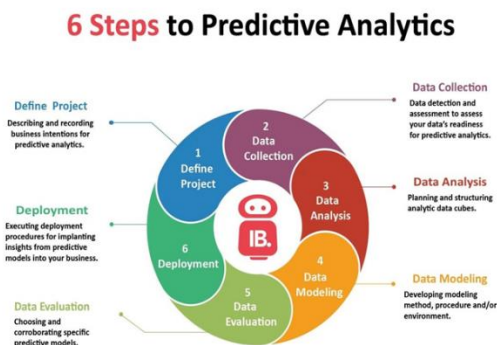 6 Steps to Predictive Analytics
Define Project
Describing and recording
business intentions for
predictive analytics.
Data Collection
Data detection and
assessment to assess
your data's readiness
for predictive analytics.
Data Analysis
Planning and structuring
analytic data cubes.
Data Modeling
Developing modeling
method, procedure and/or
environment.
Data Evaluation
Choosing and
corroborating specific
predictive models.
Deployment
Executing deployment
procedures for implanting
insights from predictive
models into your business.
1
Define
Project
2
Data
Collection
3
Data
Analysis
4
Data
Modeling
5
Data
Evaluation
6
Deployment
IB.